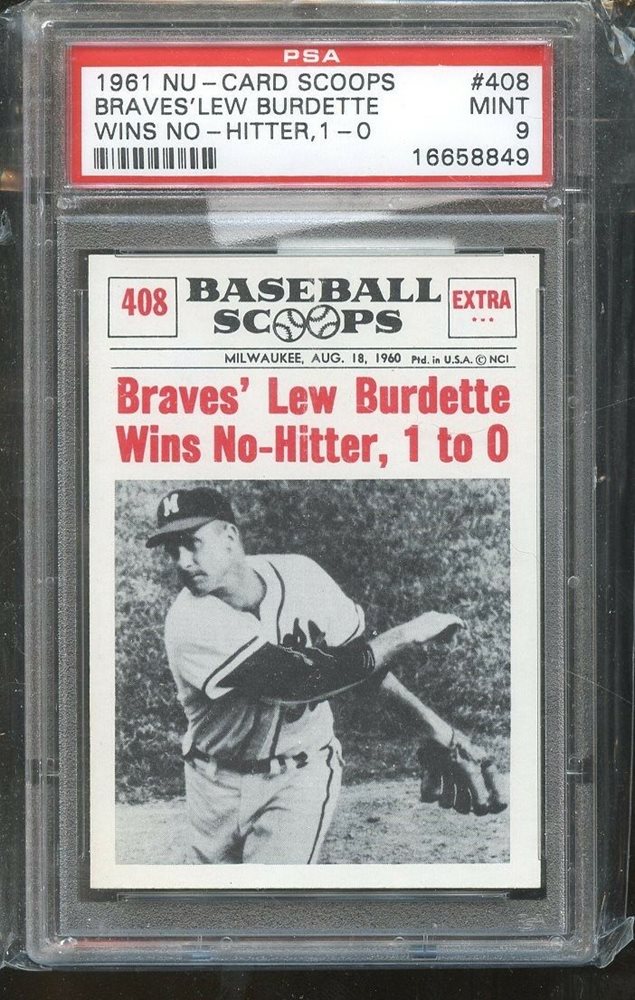 PSA
1961 NU-CARD SCOOPS #408
BRAVES' LEW BURDETTE MINT
WINS NO-HITTER, 1-0 9
16658849
408 BASEBALL EXTRA
SCOOPS
MILWAUKEE, AUG. 18, 1960 Ptd. in U.S.A. © NCI
Braves' Lew Burdette
Wins No-Hitter, 1 to 0
M